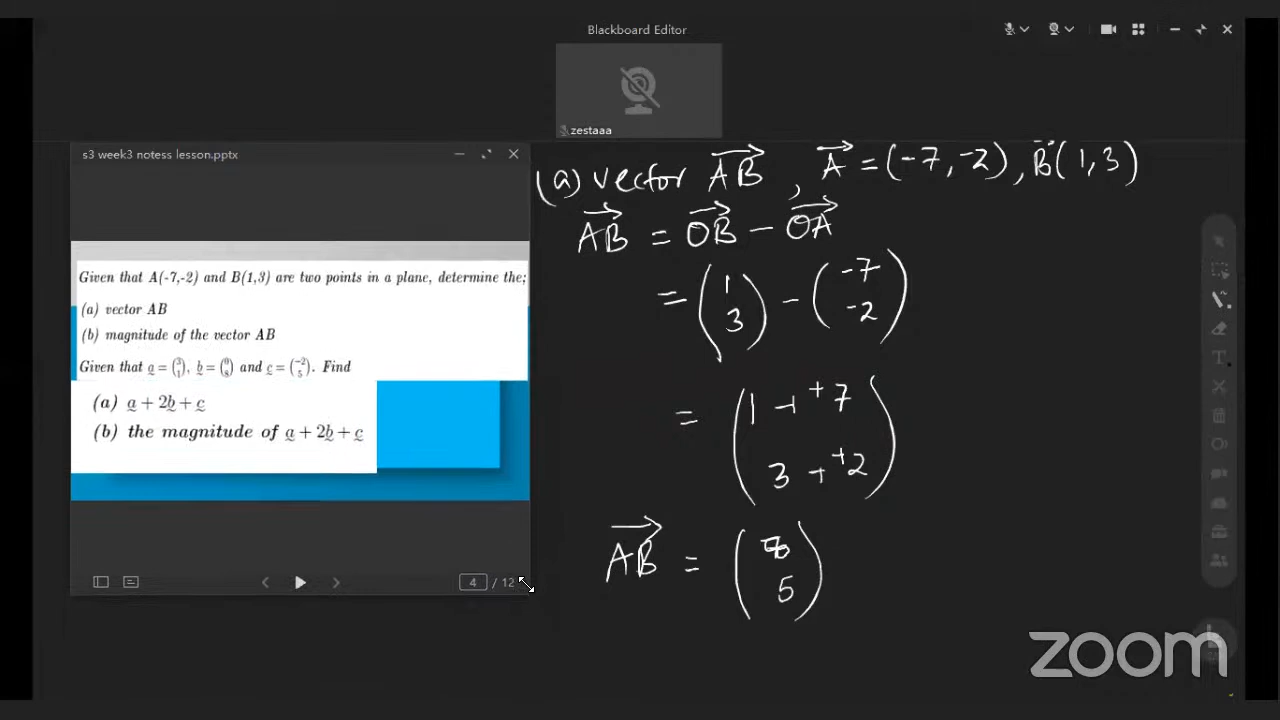 Blackboard Editor
zestaaa
s3 week3 notess lesson.pptx
Given that A(-7,-2) and B(1,3) are two points in a plane, determine the;
(a) vector AB
(b) magnitude of the vector AB
Given that a = (3 1), b = (0 8) and c = (-2 5). Find
(a) a + 2b + c
(b) the magnitude of a + 2b + c
4 / 12
(a) vector AB, A = (-7, -2), B(1,3)
AB = OB - OA
= (1 3) - (-7 -2)
= (1 + +7
3 + +2)
AB = (8
5)
zoom